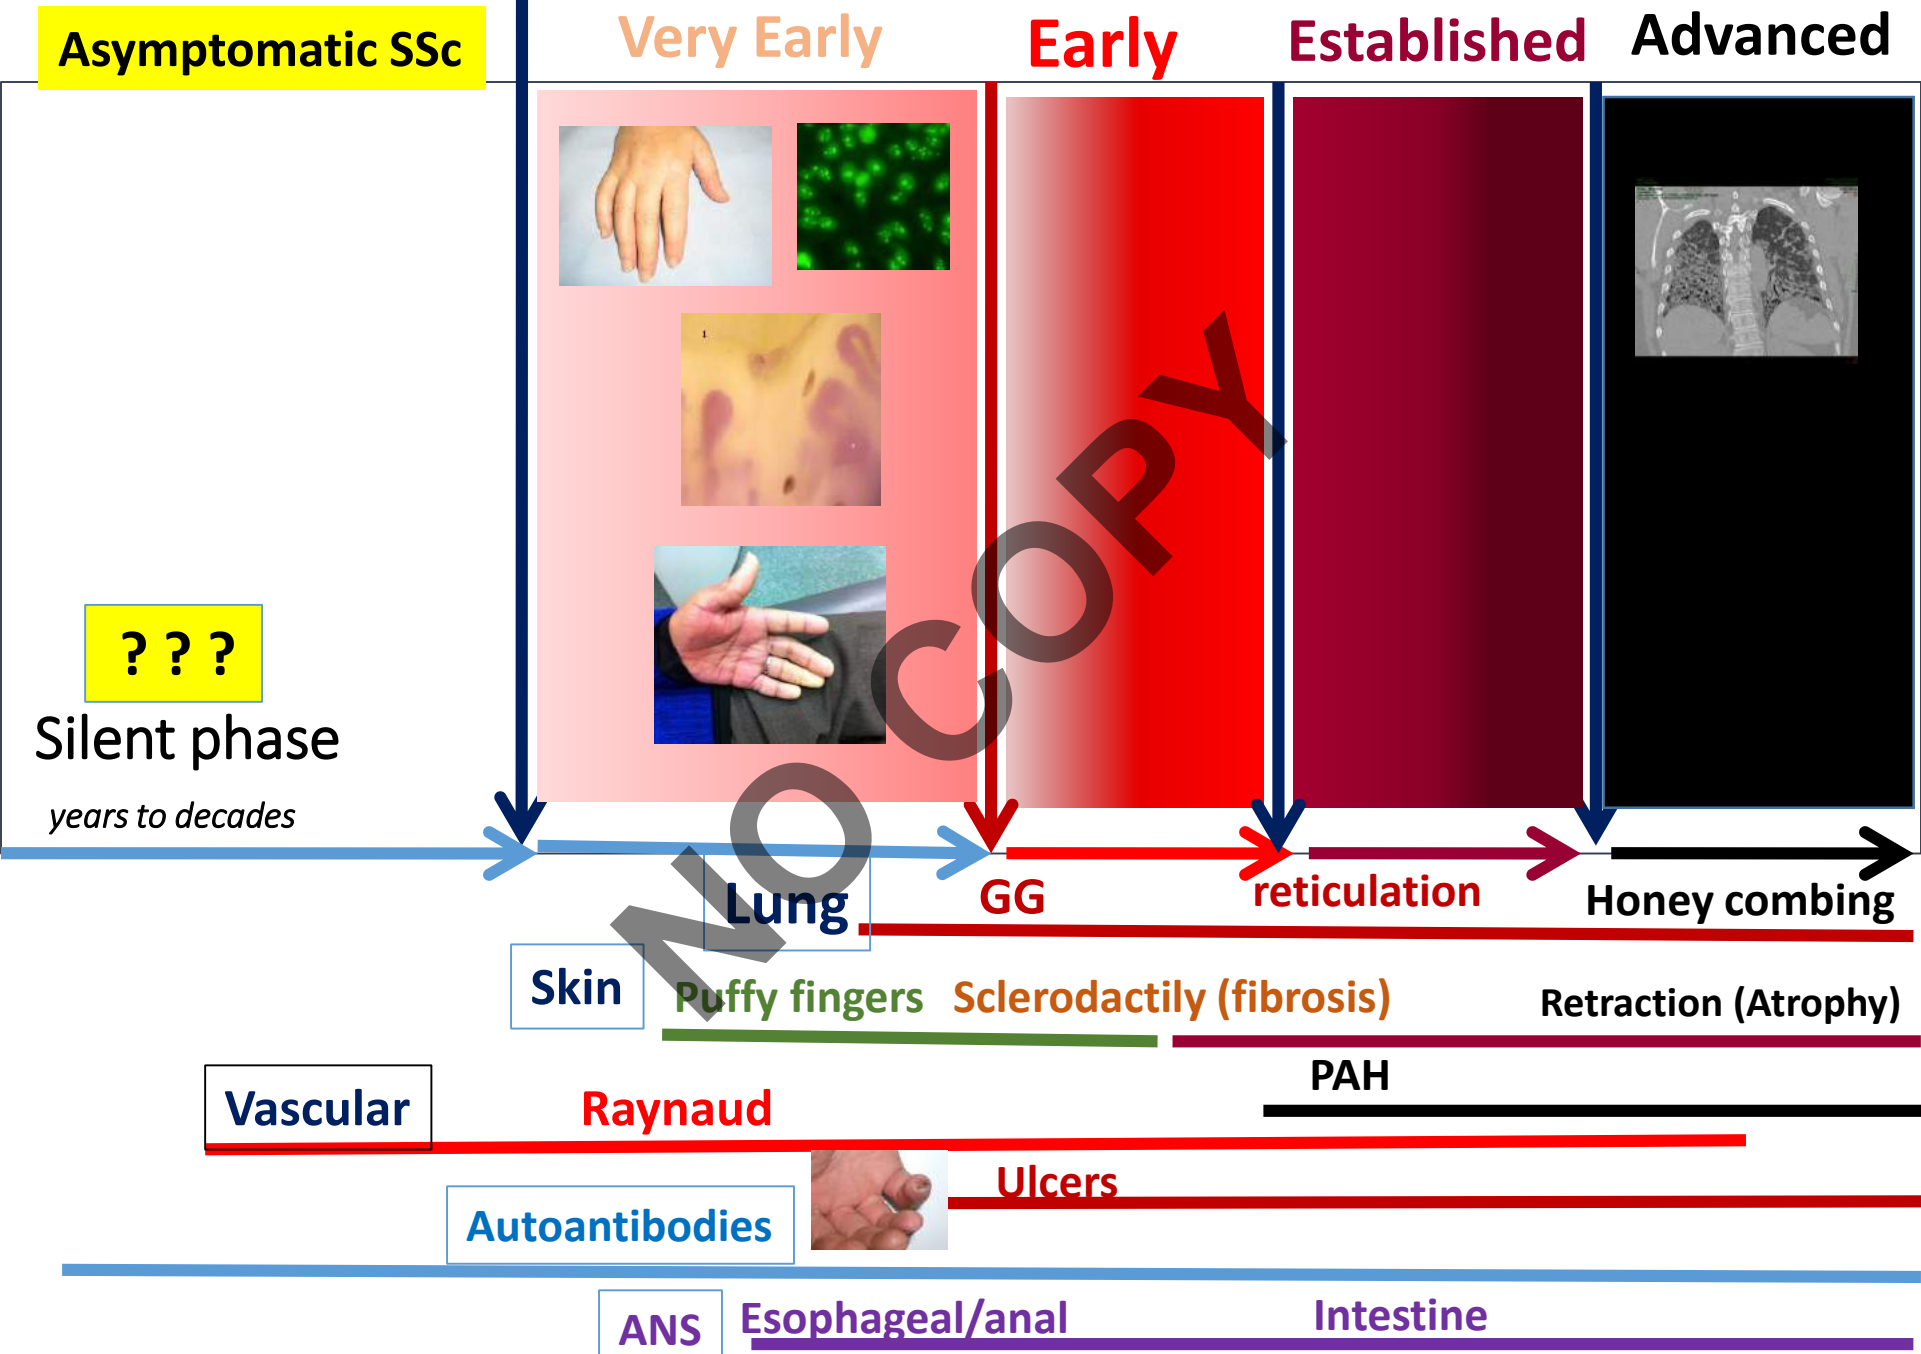 Asymptomatic SSc
Very Early
Early
Established
Advanced
1
? ? ?
Silent phase
years to decades
NO COPY
Lung
GG
reticulation
Honey combing
Skin
Puffy fingers
Sclerodactily (fibrosis)
Retraction (Atrophy)
PAH
Vascular
Raynaud
Ulcers
Autoantibodies
ANS
Esophageal/anal
Intestine